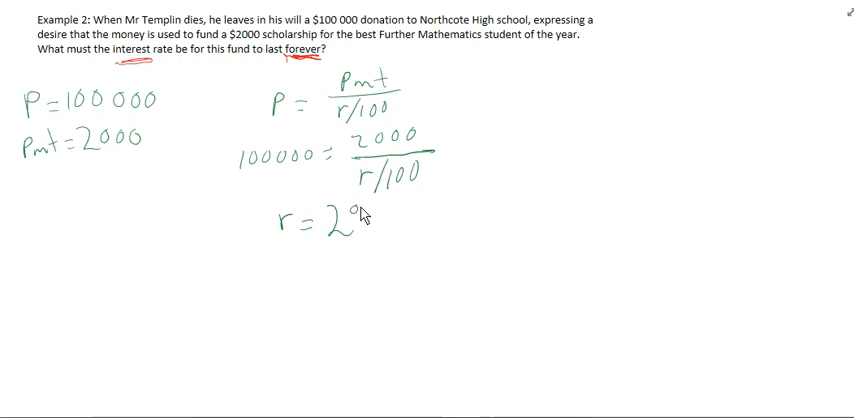 Example 2: When Mr Templin dies, he leaves in his will a $100 000 donation to Northcote High school, expressing a
desire that the money is used to fund a $2000 scholarship for the best Further Mathematics student of the year.
What must the interest rate be for this fund to last forever?
P = 100 000
Pmt = 2000
P = Pmt / r/100
100000 = 2000 / r/100
r = 2%